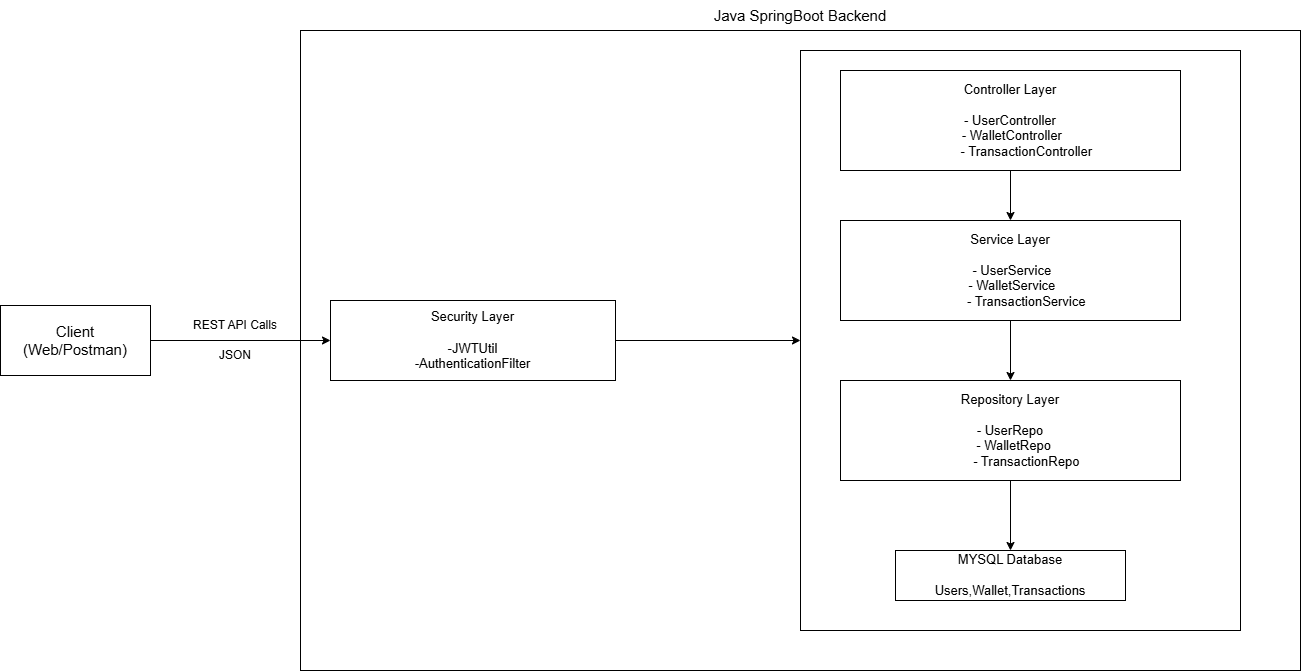 Java SpringBoot Backend
Client
(Web/Postman)
REST API Calls
JSON
Security Layer
-JWTUtil
-AuthenticationFilter
Controller Layer
- UserController
- WalletController
- TransactionController
Service Layer
- UserService
- WalletService
- TransactionService
Repository Layer
- UserRepo
- WalletRepo
- TransactionRepo
MYSQL Database
Users,Wallet,Transactions